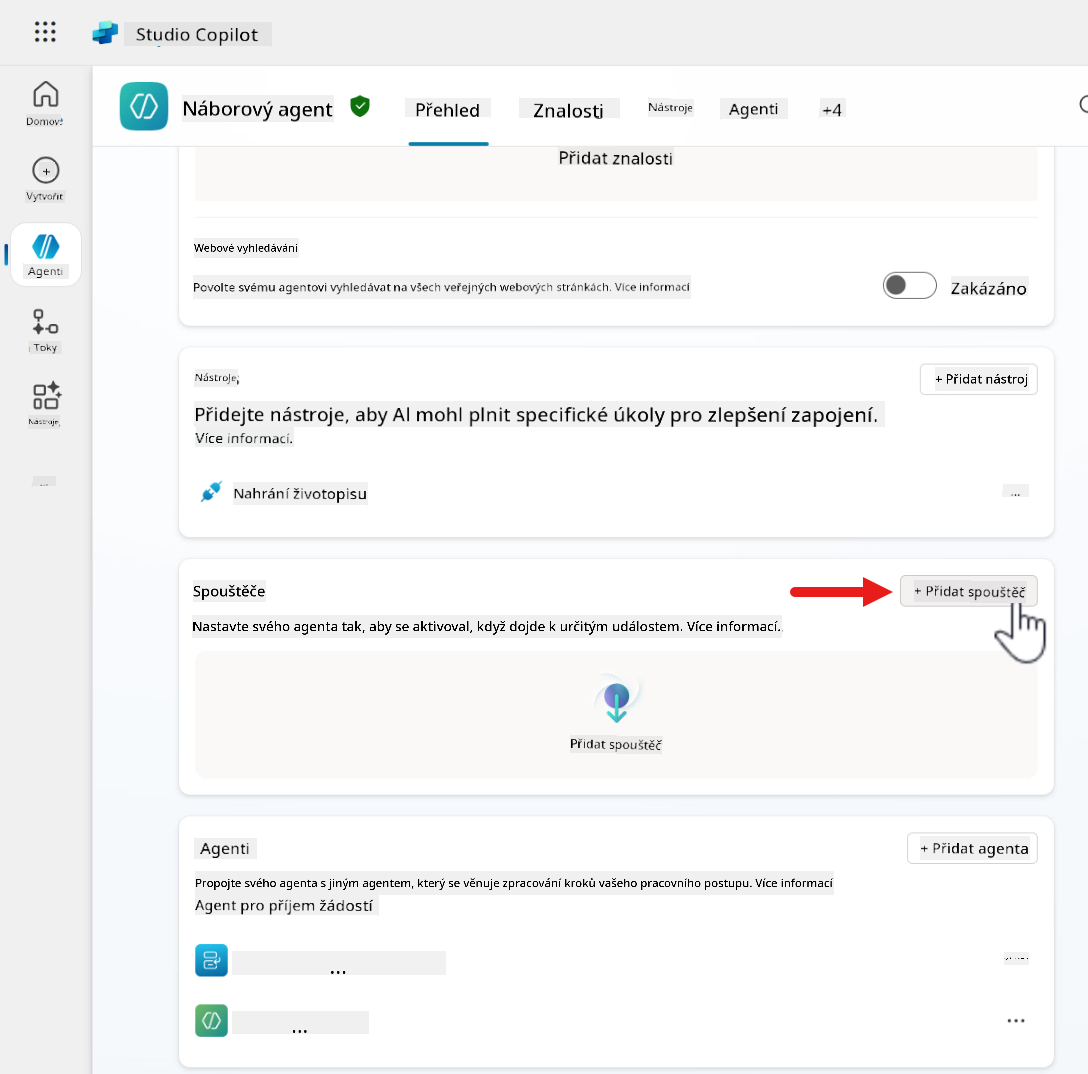 Studio Copilot
Náborový agent
Přehled
Znalosti
Nástroje
Agenti
+4
Domov
Vytvořit
Agenti
Toky
Nástroje
...
Přidat znalosti
Webové vyhledávání
Povolte svému agentovi vyhledávat na všech veřejných webových stránkách. Více informací
Zakázáno
Nástroje
+ Přidat nástroj
Přidejte nástroje, aby AI mohl plnit specifické úkoly pro zlepšení zapojení.
Více informací.
Nahrání životopisu
...
Spouštěče
+ Přidat spouštěč
Nastavte svého agenta tak, aby se aktivoval, když dojde k určitým událostem. Více informací.
Přidat spouštěč
Agenti
+ Přidat agenta
Propojte svého agenta s jiným agentem, který se věnuje zpracování kroků vašeho pracovního postupu. Více informací
Agent pro příjem žádostí
...
...
...